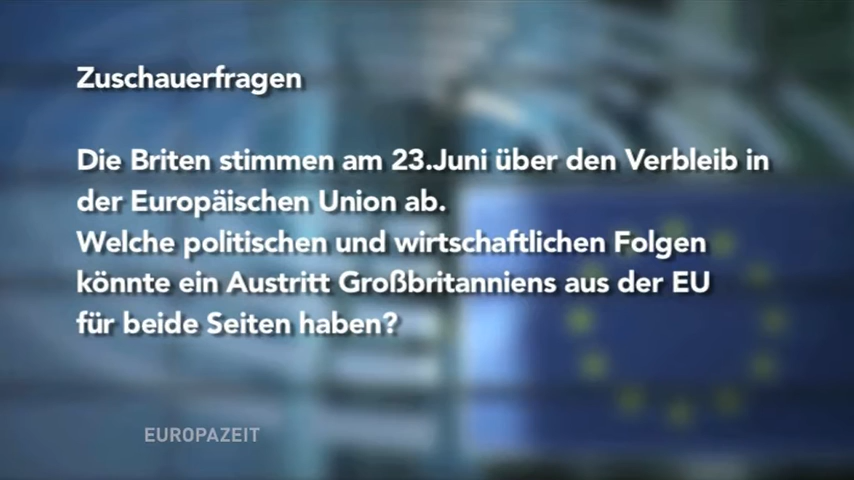 Zuschauerfragen
Die Briten stimmen am 23.Juni über den Verbleib in
der Europäischen Union ab.
Welche politischen und wirtschaftlichen Folgen
könnte ein Austritt Großbritanniens aus der EU
für beide Seiten haben?
EUROPAZEIT